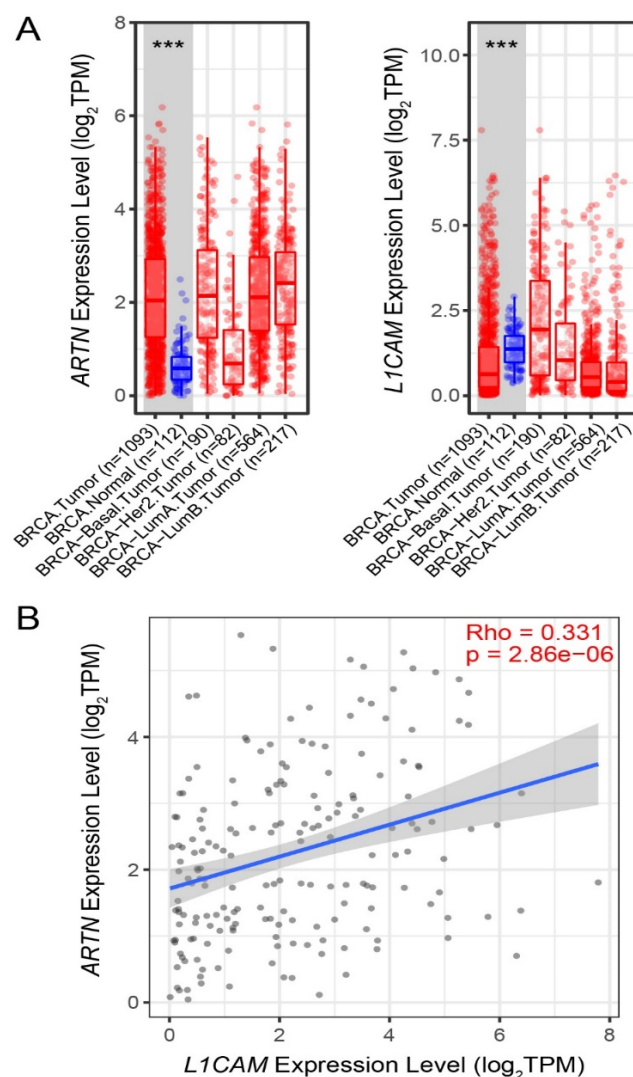 A
ARTN Expression Level (log2TPM)
8
6
4
2
0
***
BRCA.Tumor (n=1093)
BRCA.Normal (n=112)
BRCA-Basal.Tumor (n=190)
BRCA-Her2.Tumor (n=82)
BRCA-LumA.Tumor (n=564)
BRCA-LumB.Tumor (n=217)
L1CAM Expression Level (log2TPM)
10.0
7.5
5.0
2.5
0.0
***
BRCA.Tumor (n=1093)
BRCA.Normal (n=112)
BRCA-Basal.Tumor (n=190)
BRCA-Her2.Tumor (n=82)
BRCA-LumA.Tumor (n=564)
BRCA-LumB.Tumor (n=217)
B
Rho = 0.331
p = 2.86e-06
ARTN Expression Level (log2TPM)
4
2
0
0 2 4 6 8
L1CAM Expression Level (log2TPM)